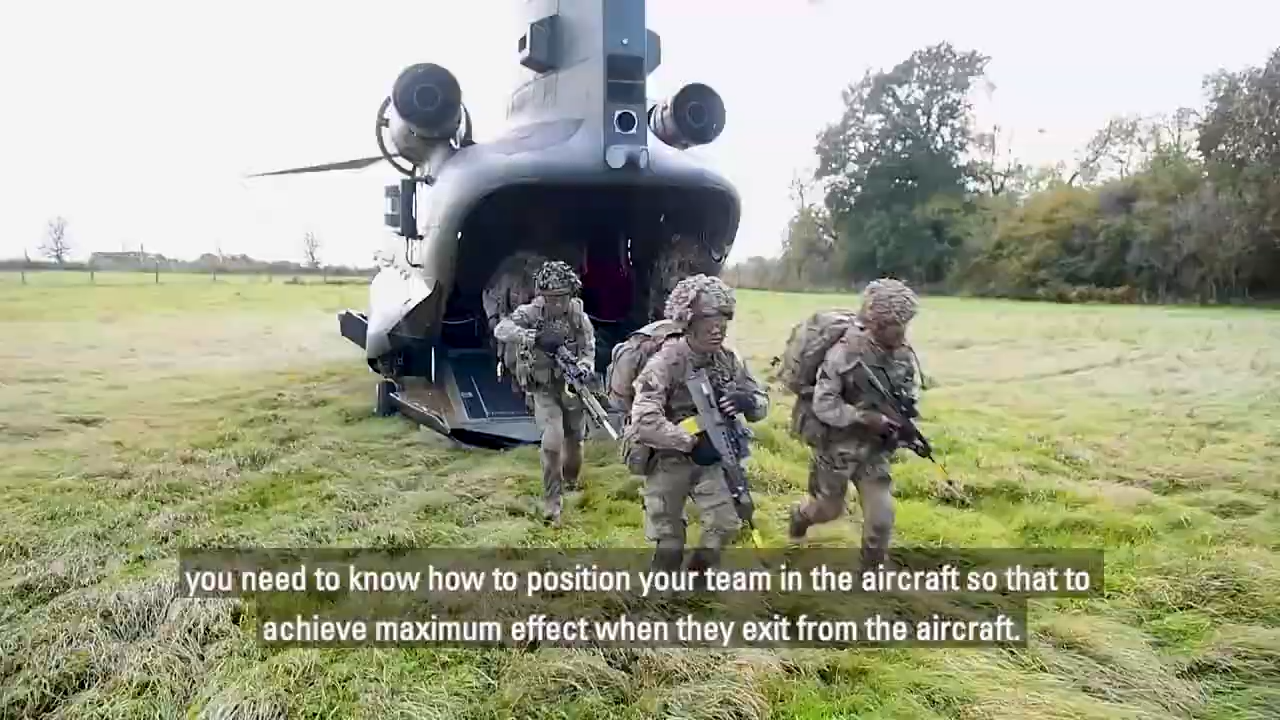 you need to know how to position your team in the aircraft so that to
achieve maximum effect when they exit from the aircraft.